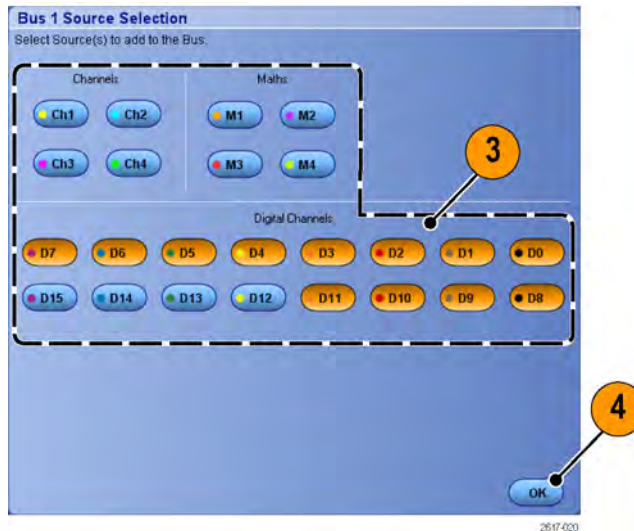 Bus 1 Source Selection
Select Source(s) to add to the Bus.
Channels Maths
Ch1 Ch2 M1 M2
Ch3 Ch4 M3 M4
3
Digital Channels
D7 D6 D5 D4 D3 D2 D1 D0
D15 D14 D13 D12 D11 D10 D9 D8
4
OK
2617-020